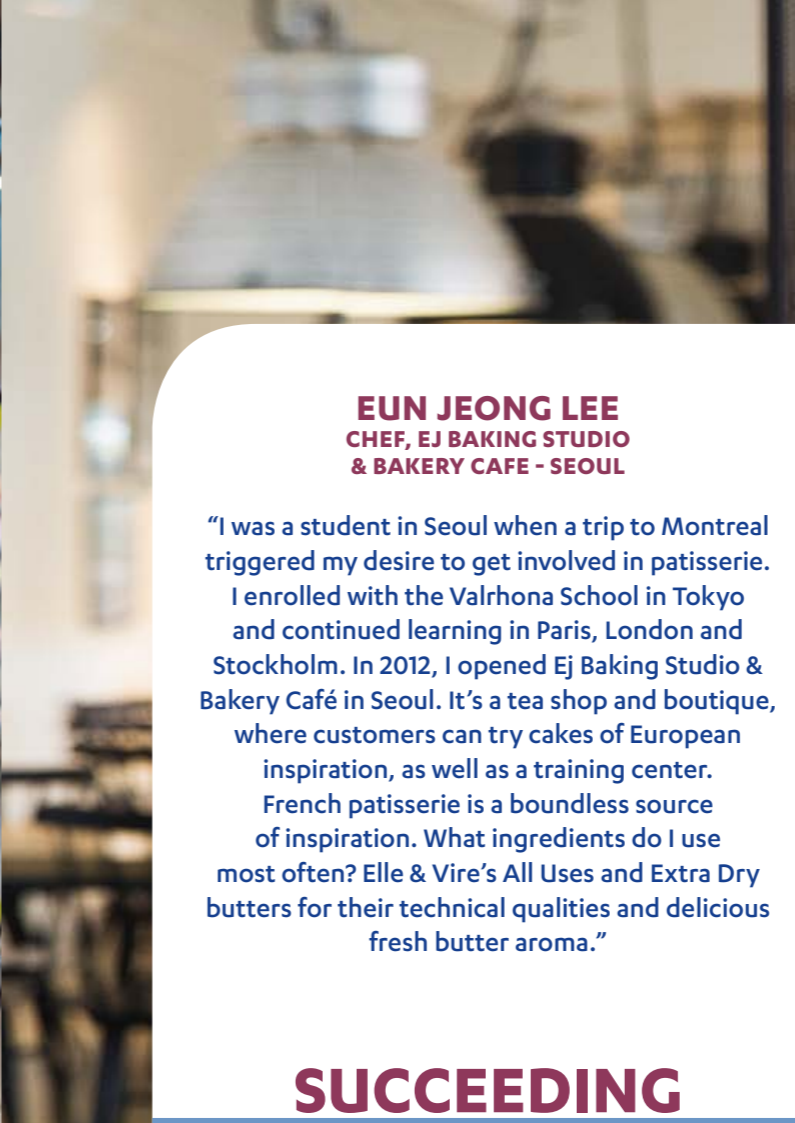 EUN JEONG LEE
CHEF, EJ BAKING STUDIO
& BAKERY CAFE - SEOUL
“I was a student in Seoul when a trip to Montreal
triggered my desire to get involved in patisserie.
I enrolled with the Valrhona School in Tokyo
and continued learning in Paris, London and
Stockholm. In 2012, I opened Ej Baking Studio &
Bakery Café in Seoul. It’s a tea shop and boutique,
where customers can try cakes of European
inspiration, as well as a training center.
French patisserie is a boundless source
of inspiration. What ingredients do I use
most often? Elle & Vire’s All Uses and Extra Dry
butters for their technical qualities and delicious
fresh butter aroma.”
SUCCEEDING